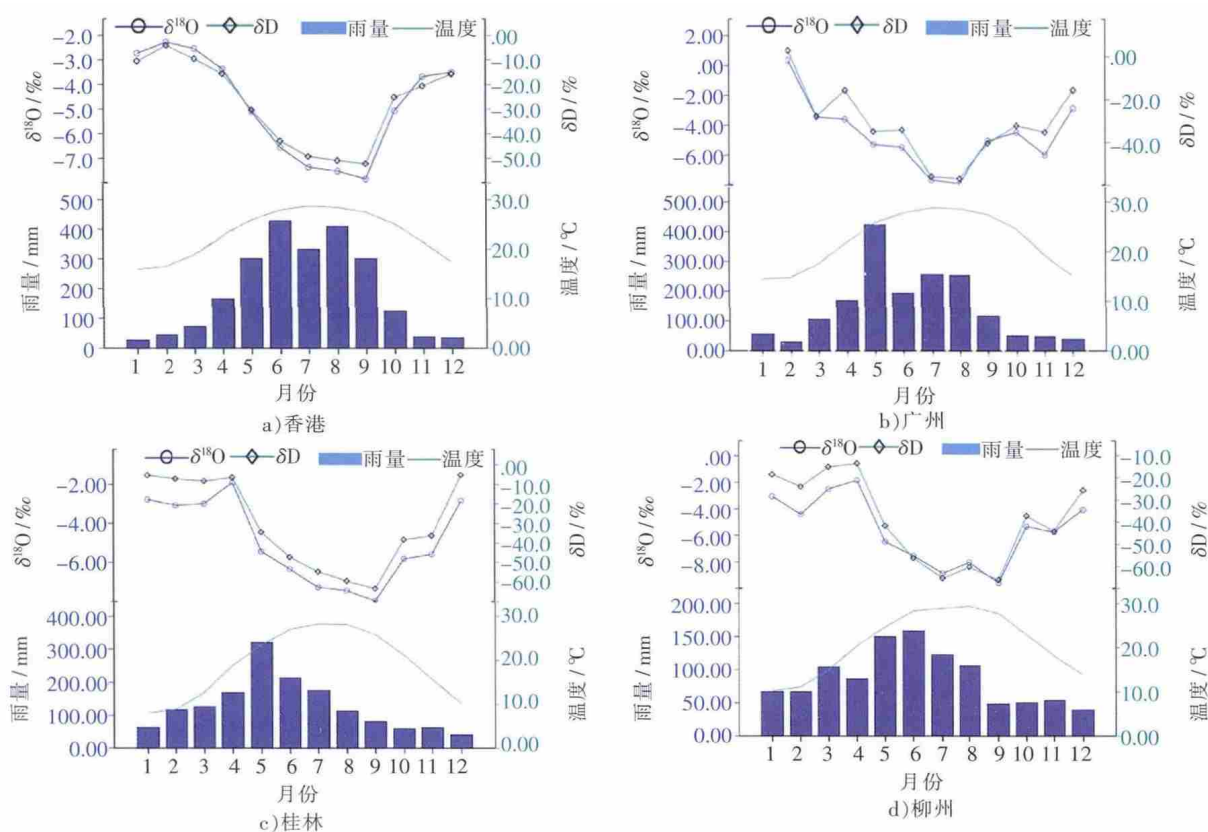 δ¹⁸O δD 雨量 温度
-2.0
-3.0
-4.0
-5.0
-6.0
-7.0
δ¹⁸O / ‰
.00
-10.0
-20.0
-30.0
-40.0
-50.0
δD / %
500
400
300
200
100
0
雨量 / mm
30.0
20.0
10.0
0.00
温度 / ℃
1 2 3 4 5 6 7 8 9 10 11 12
月份
a)香港
δ¹⁸O δD 雨量 温度
2.00
.00
-2.00
-4.00
-6.00
δ¹⁸O / ‰
.00
-20.0
-40.0
δD / %
500.00
400.00
300.00
200.00
100.00
0.00
雨量 / mm
30.0
20.0
10.0
0.00
温度 / ℃
1 2 3 4 5 6 7 8 9 10 11 12
月份
b)广州
δ¹⁸O δD 雨量 温度
-2.00
-4.00
-6.00
δ¹⁸O / ‰
.00
-10.0
-20.0
-30.0
-40.0
-50.0
-60.0
δD / %
400.00
300.00
200.00
100.00
0.00
雨量 / mm
30.0
20.0
10.0
0.00
温度 / ℃
1 2 3 4 5 6 7 8 9 10 11 12
月份
c)桂林
δ¹⁸O δD 雨量 温度
.00
-2.00
-4.00
-6.00
-8.00
δ¹⁸O / ‰
-10.0
-20.0
-30.0
-40.0
-50.0
-60.0
δD / %
200.00
150.00
100.00
50.00
0.00
雨量 / mm
30.0
20.0
10.0
0.00
温度 / ℃
1 2 3 4 5 6 7 8 9 10 11 12
月份
d)柳州